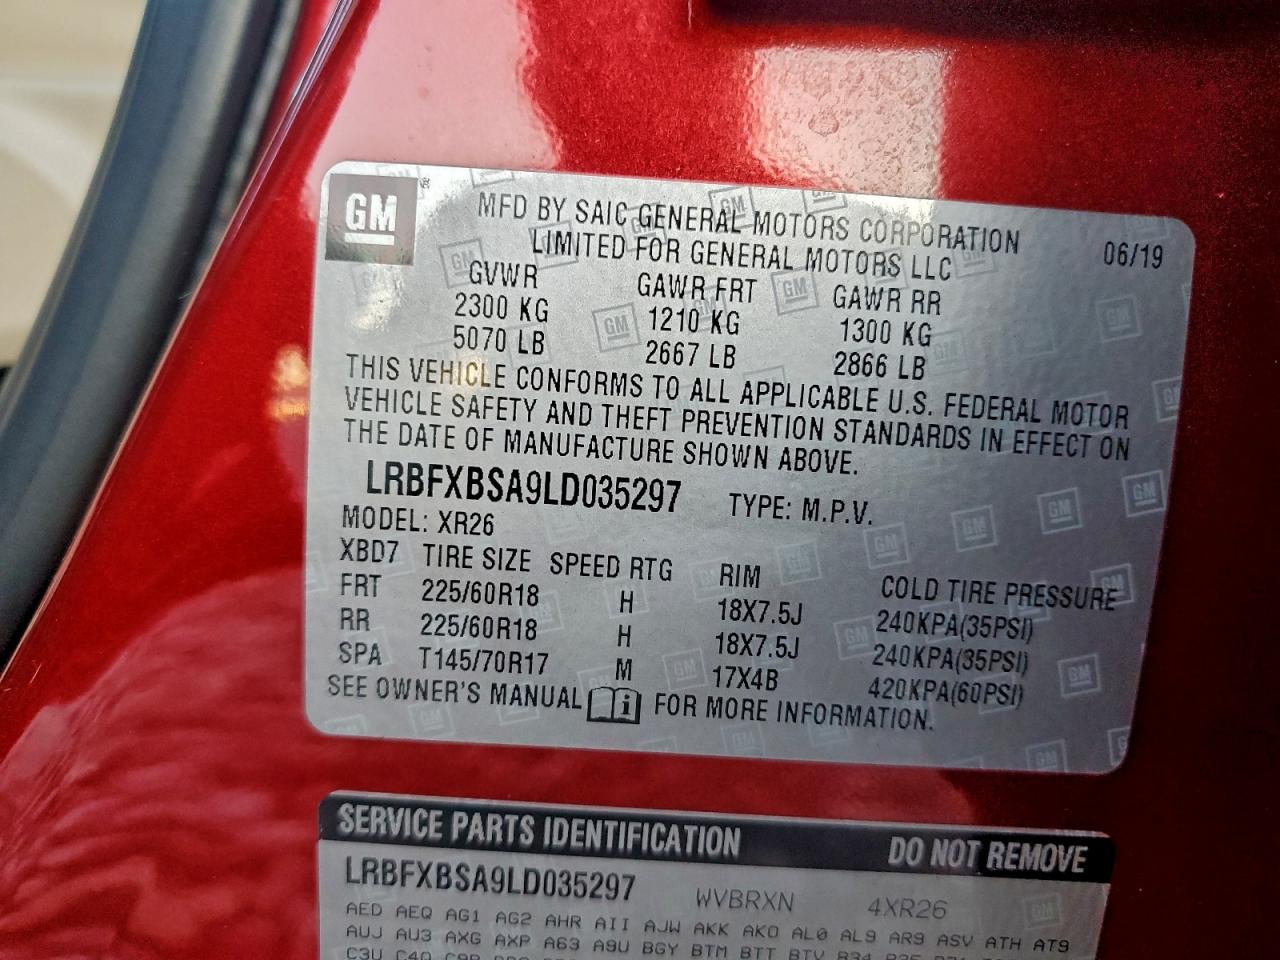 GM
MFD BY SAIC GENERAL MOTORS CORPORATION
LIMITED FOR GENERAL MOTORS LLC
06/19
GVWR GAWR FRT GAWR RR
2300 KG 1210 KG 1300 KG
5070 LB 2667 LB 2866 LB
THIS VEHICLE CONFORMS TO ALL APPLICABLE U.S. FEDERAL MOTOR
VEHICLE SAFETY AND THEFT PREVENTION STANDARDS IN EFFECT ON
THE DATE OF MANUFACTURE SHOWN ABOVE.
LRBFXBSA9LD035297 TYPE: M.P.V.
MODEL: XR26
XBD7 TIRE SIZE SPEED RTG RIM COLD TIRE PRESSURE
FRT 225/60R18 H 18X7.5J 240KPA(35PSI)
RR 225/60R18 H 18X7.5J 240KPA(35PSI)
SPA T145/70R17 M 17X4B 420KPA(60PSI)
SEE OWNER'S MANUAL FOR MORE INFORMATION.
SERVICE PARTS IDENTIFICATION DO NOT REMOVE
LRBFXBSA9LD035297 WVBRXN 4XR26
AED AEQ AG1 AG2 AHR AII AJW AKK AKO AL0 AL9 AR9 ASV ATH AT9
AUJ AU3 AXG AXP A63 A9U BGY BTM BTT BTV